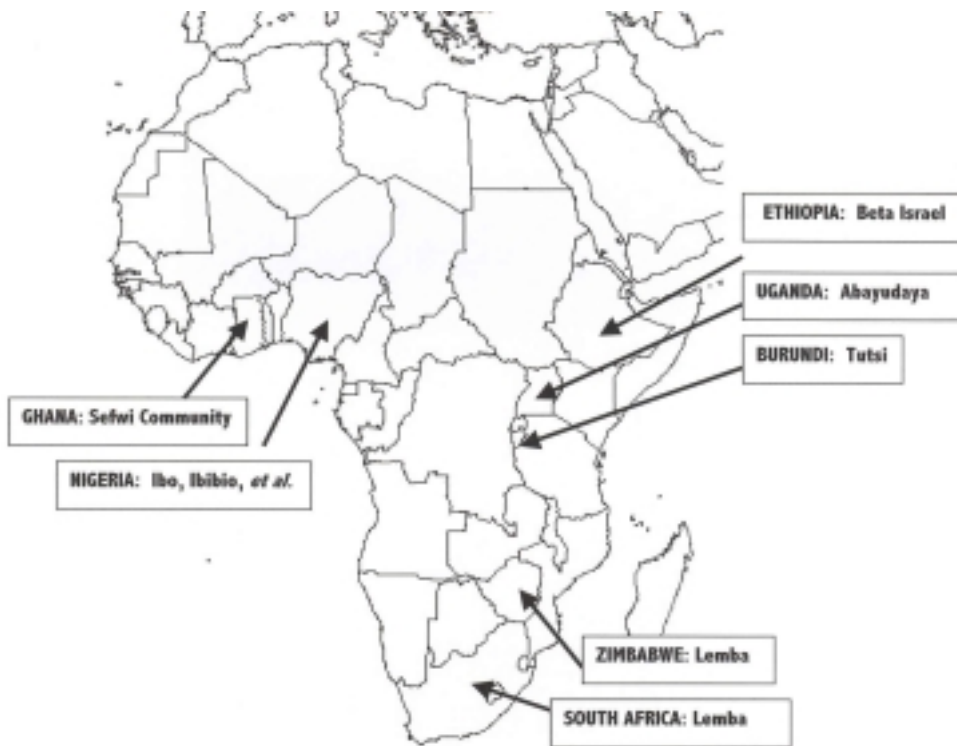 ETHIOPIA: Beta Israel
UGANDA: Abayudaya
BURUNDI: Tutsi
GHANA: Sefwi Community
NIGERIA: Ibo, Ibibio, et al.
ZIMBABWE: Lemba
SOUTH AFRICA: Lemba